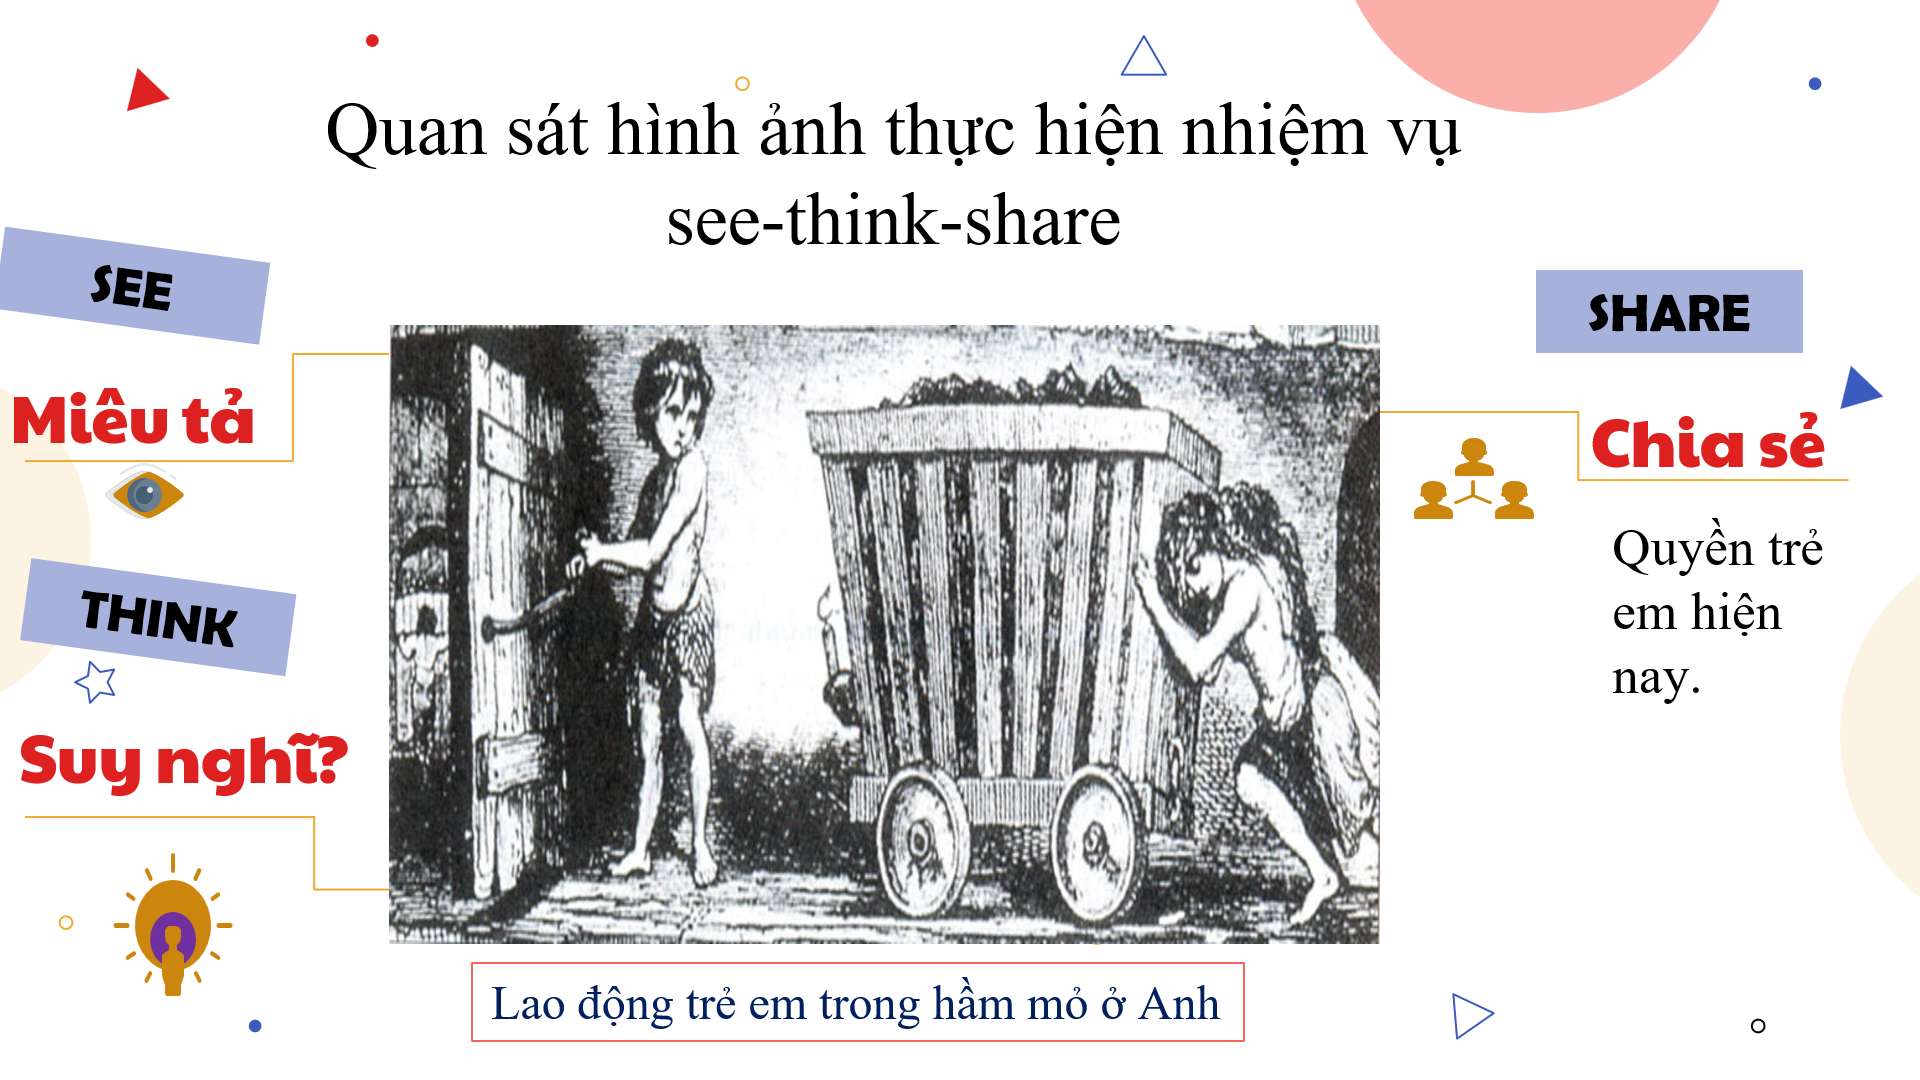 Quan sát hình ảnh thực hiện nhiệm vụ
see-think-share
SEE
Miêu tả
THINK
Suy nghĩ?
SHARE
Chia sẻ
Quyền trẻ
em hiện
nay.
Lao động trẻ em trong hầm mỏ ở Anh